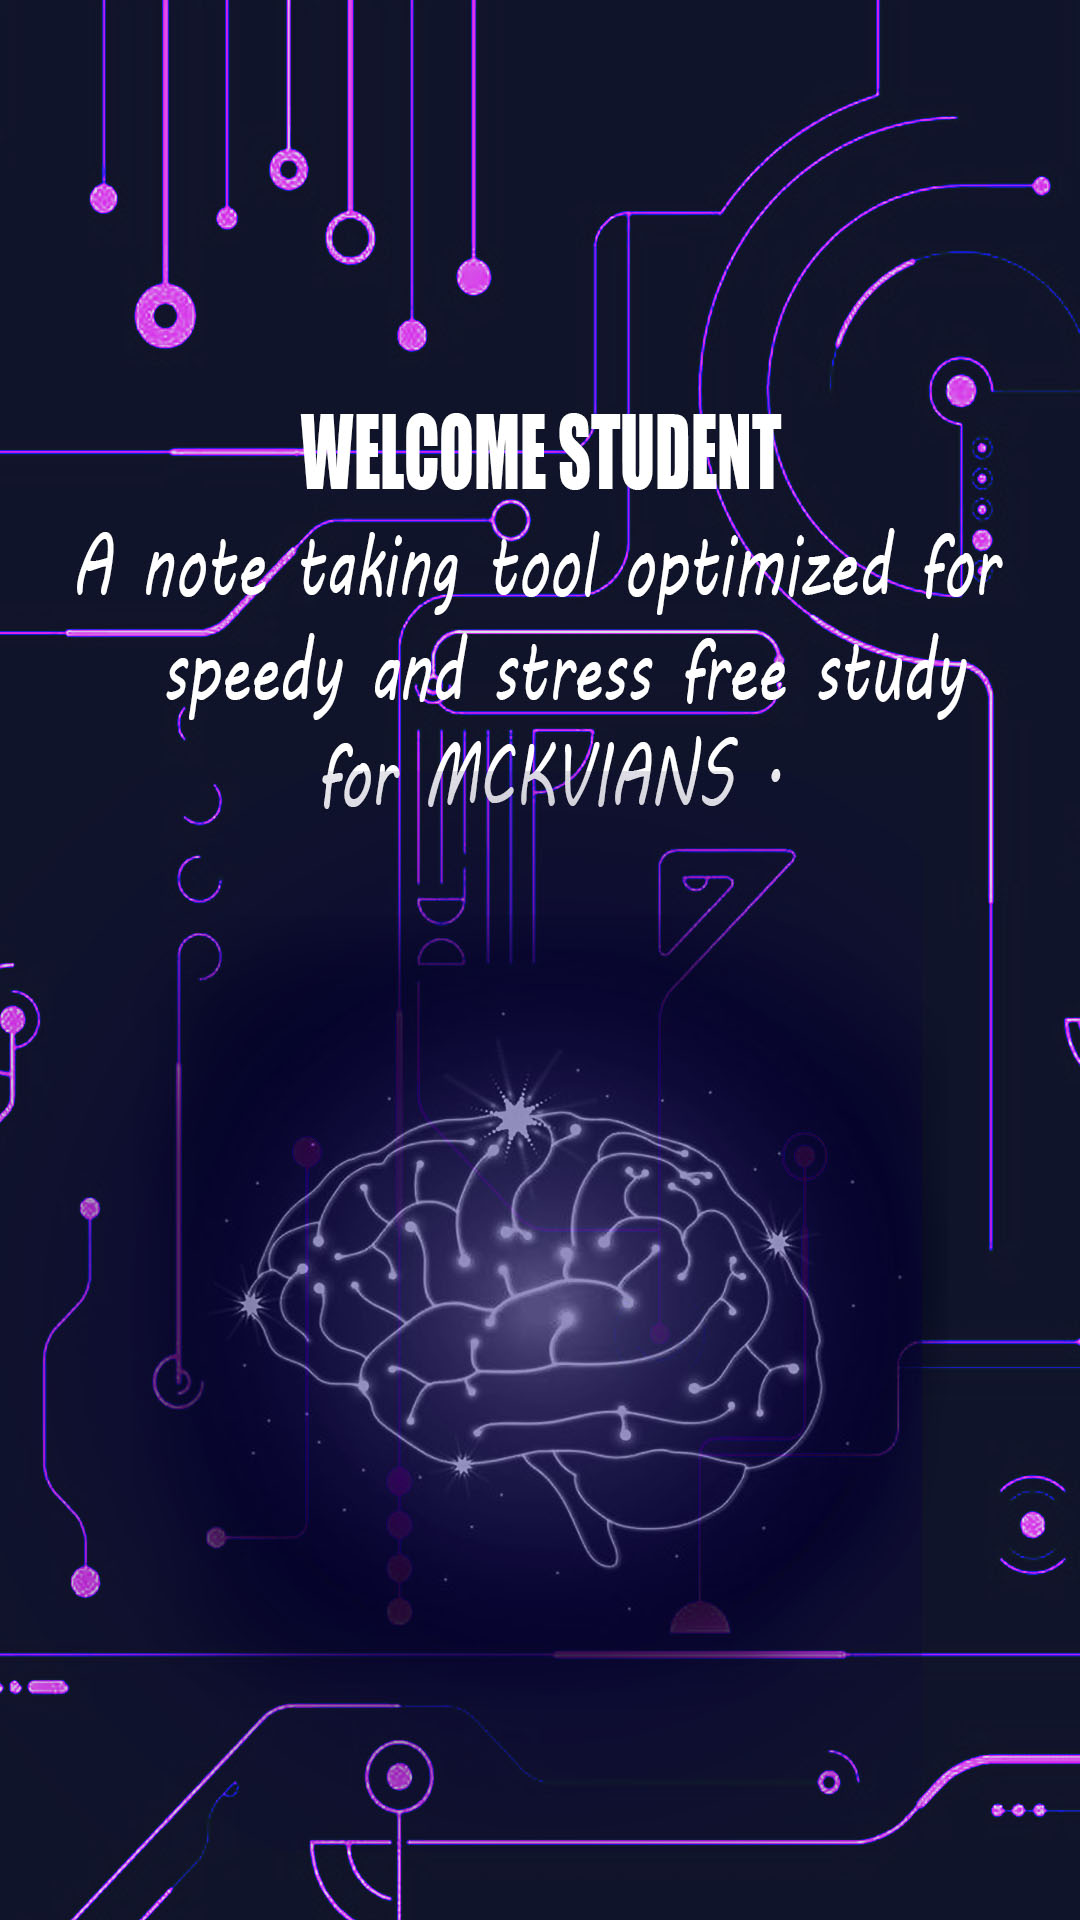 WELCOME STUDENT
A note taking tool optimized for
speedy and stress free study
for MCKVIANS .